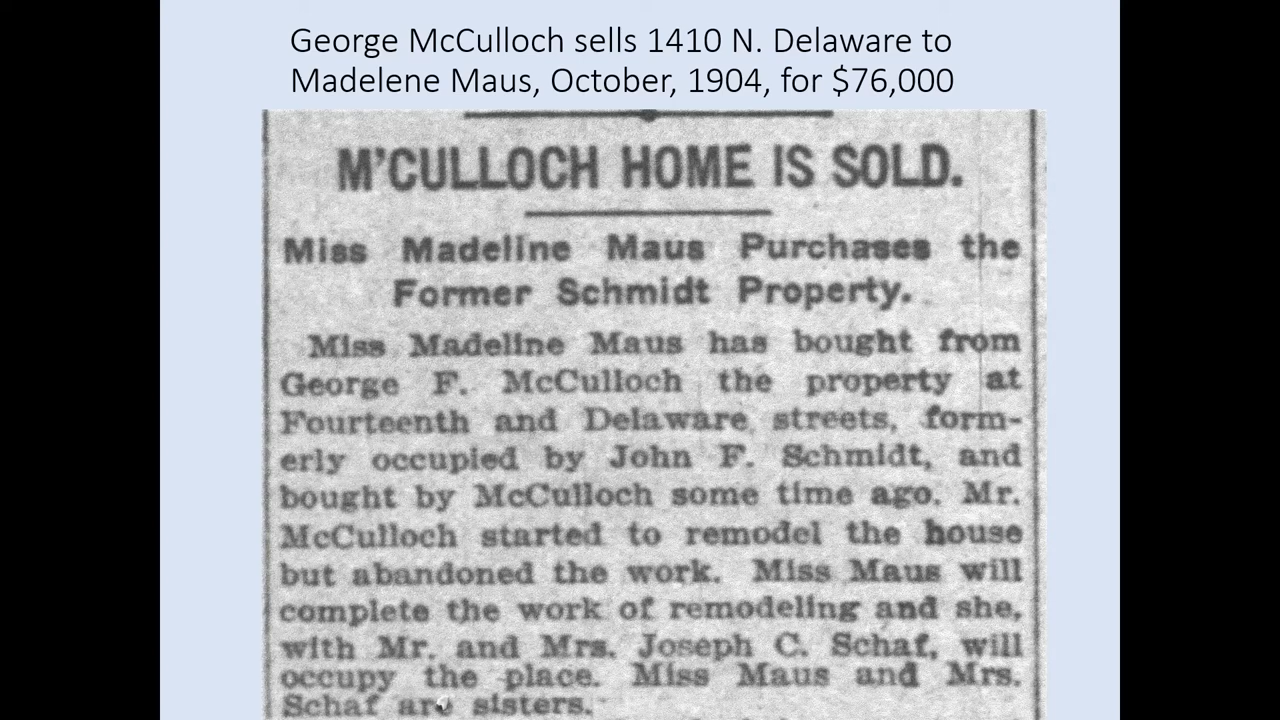 George McCulloch sells 1410 N. Delaware to
Madelene Maus, October, 1904, for $76,000
M'CULLOCH HOME IS SOLD.
Miss Madeline Maus Purchases the
Former Schmidt Property.
Miss Madeline Maus has bought from
George F. McCulloch the property at
Fourteenth and Delaware streets, form-
erly occupied by John F. Schmidt, and
bought by McCulloch some time ago. Mr.
McCulloch started to remodel the house
but abandoned the work. Miss Maus will
complete the work of remodeling and she,
with Mr. and Mrs. Joseph C. Schaf, will
occupy the place. Miss Maus and Mrs.
Schaf are sisters.